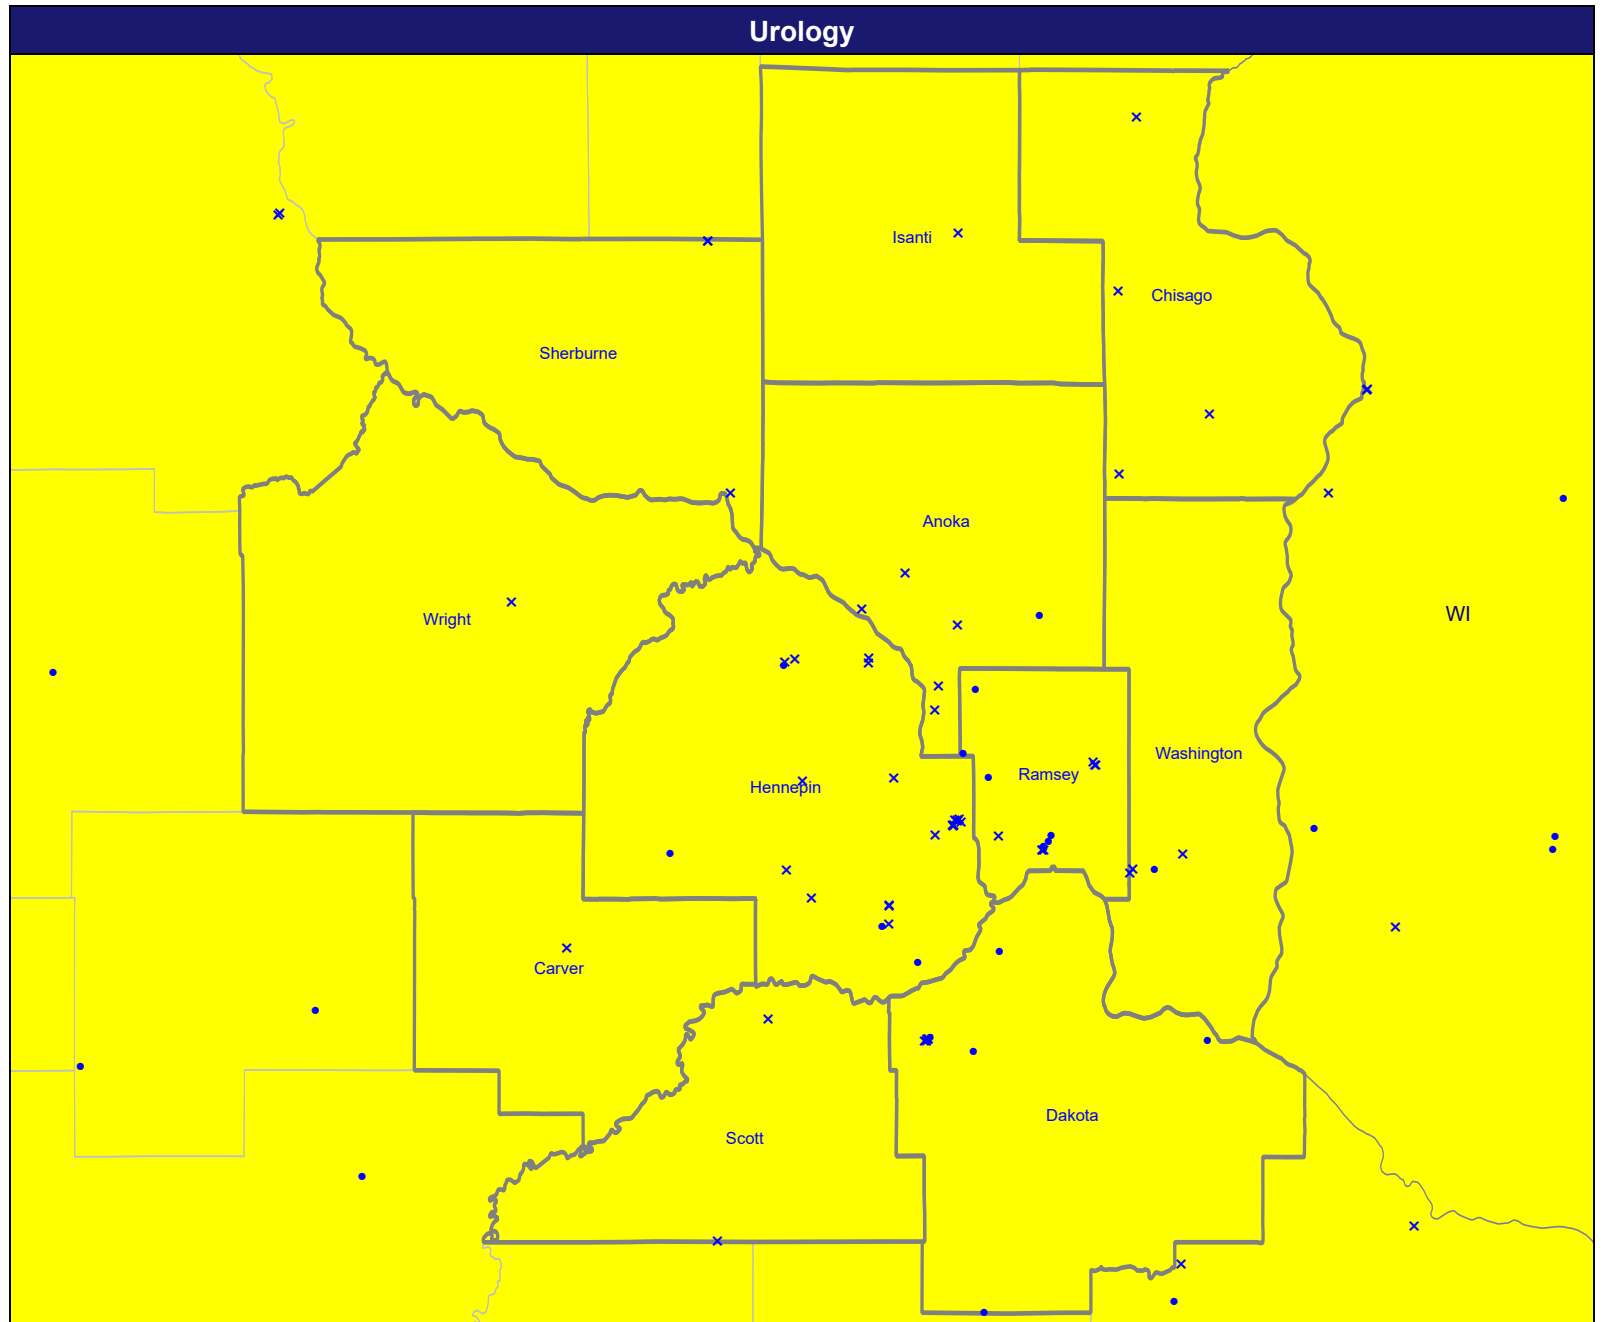 Urology
Isanti
Chisago
Sherburne
Anoka
WI
Wright
Washington
Ramsey
Hennepin
Carver
Dakota
Scott